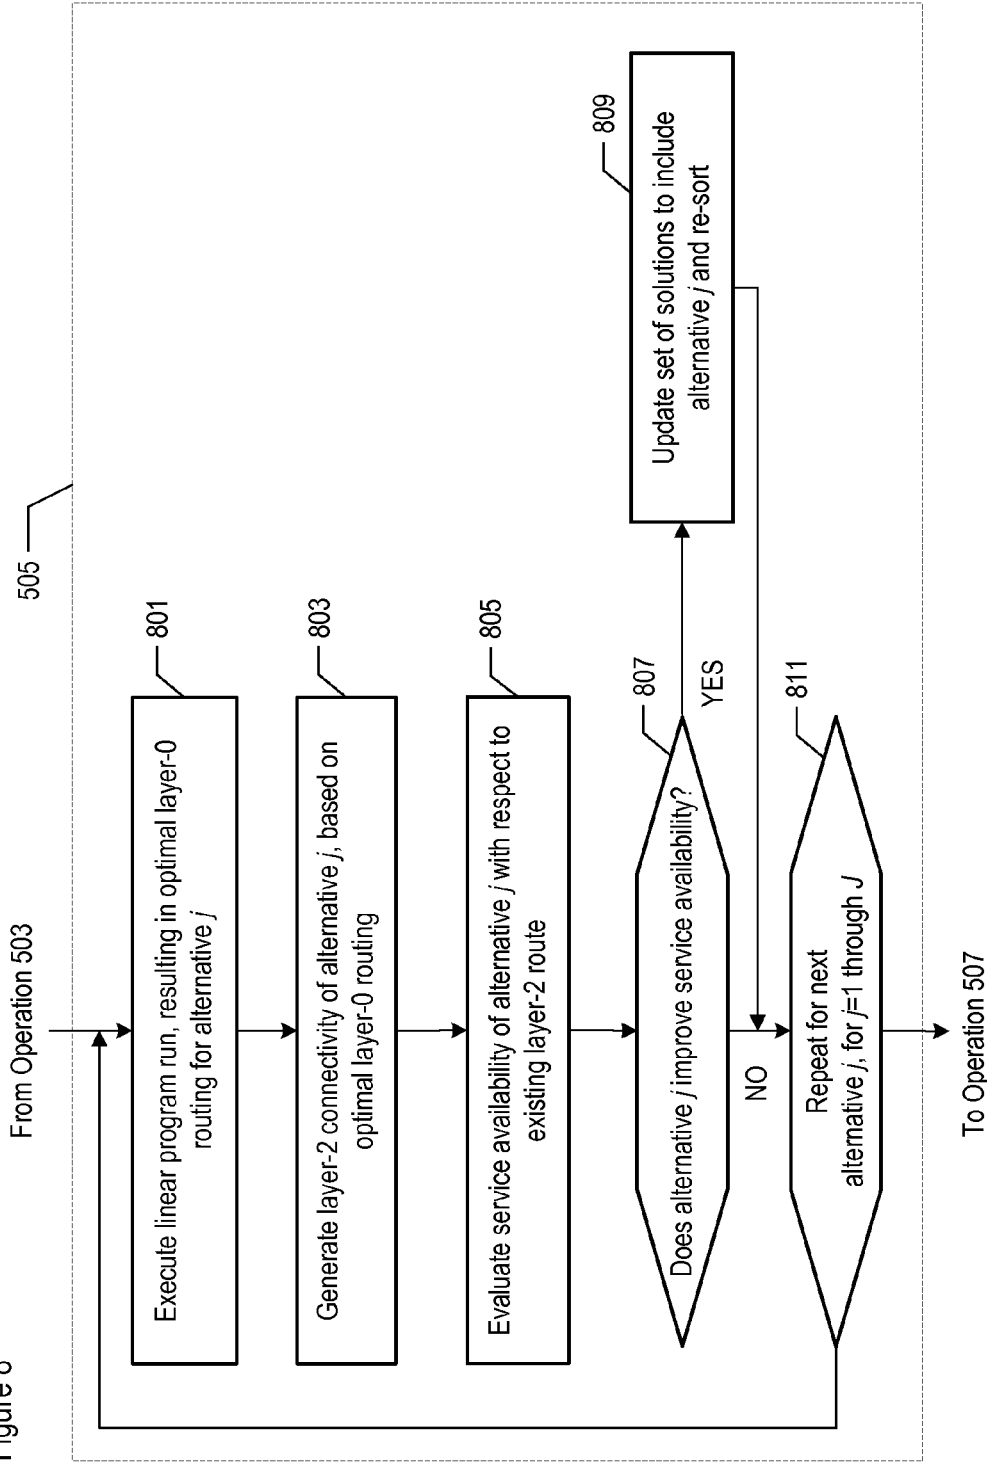 Figure 8
From Operation 503
505
801
Execute linear program run, resulting in optimal layer-0
routing for alternative j
803
Generate layer-2 connectivity of alternative j, based on
optimal layer-0 routing
805
Evaluate service availability of alternative j with respect to
existing layer-2 route
807
Does alternative j improve service availability?
YES
809
Update set of solutions to include
alternative j and re-sort
NO
811
Repeat for next
alternative j, for j=1 through J
To Operation 507